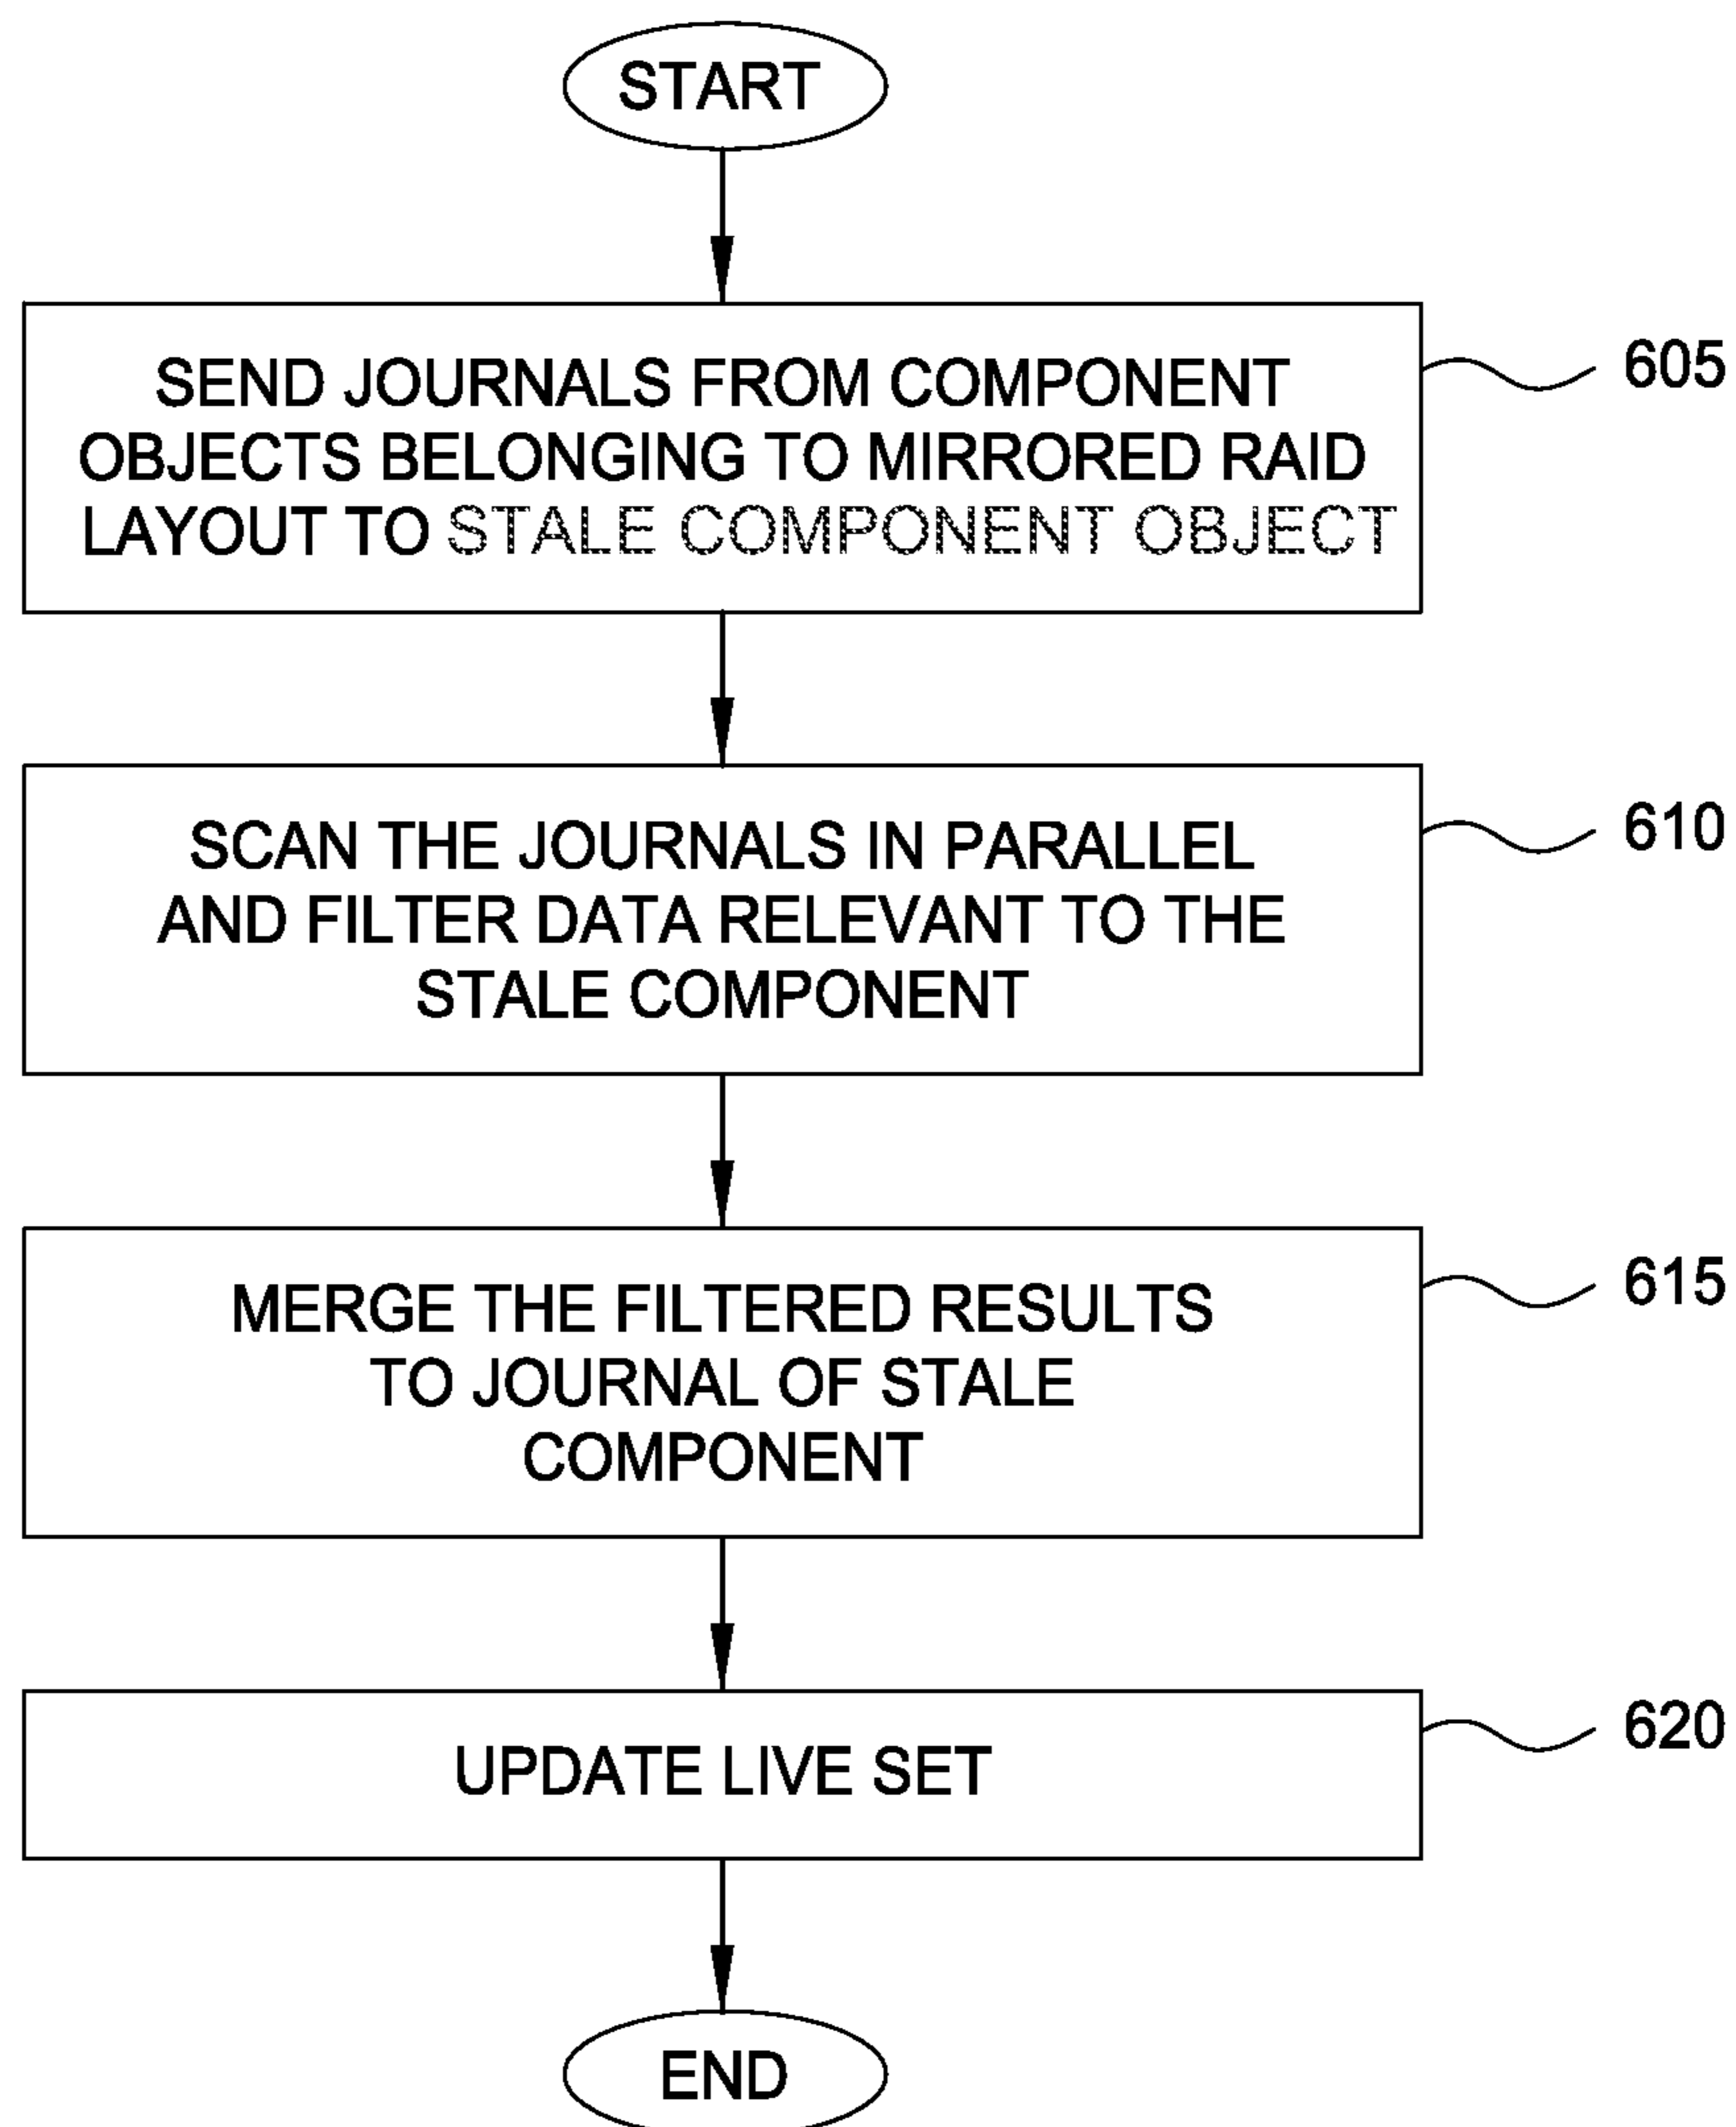 START
SEND JOURNALS FROM COMPONENT
OBJECTS BELONGING TO MIRRORED RAID
LAYOUT TO STALE COMPONENT OBJECT
605
SCAN THE JOURNALS IN PARALLEL
AND FILTER DATA RELEVANT TO THE
STALE COMPONENT
610
MERGE THE FILTERED RESULTS
TO JOURNAL OF STALE
COMPONENT
615
UPDATE LIVE SET
620
END